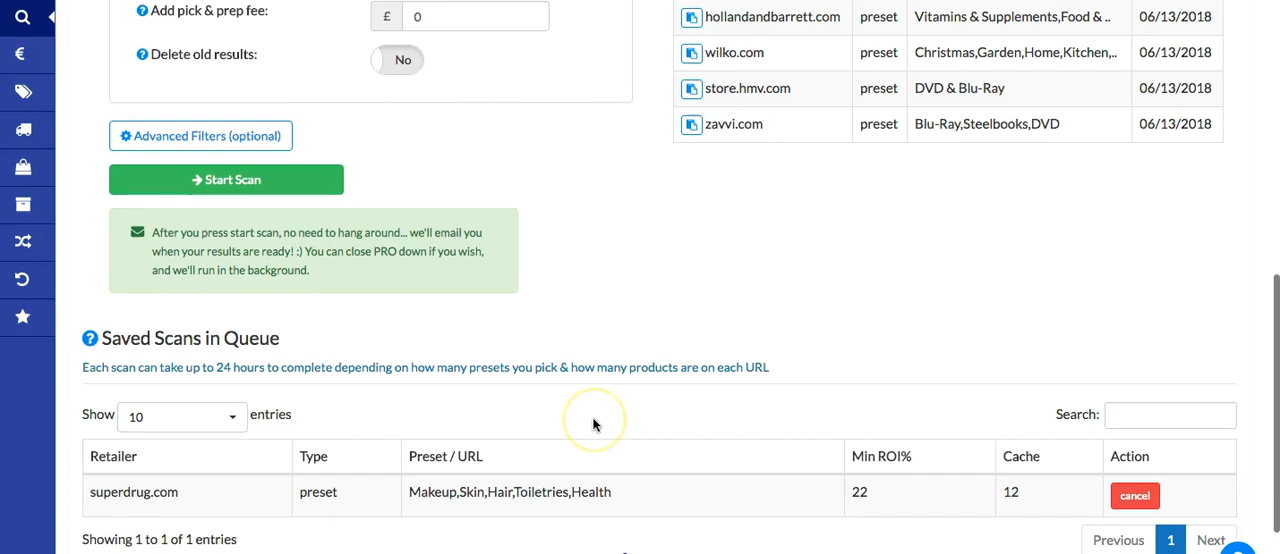 Add pick & prep fee:
£
0
Delete old results:
No
Advanced Filters (optional)
Start Scan
After you press start scan, no need to hang around... we'll email you
when your results are ready! :) You can close PRO down if you wish,
and we'll run in the background.
hollandandbarrett.com preset Vitamins & Supplements,Food & .. 06/13/2018
wilko.com preset Christmas,Garden,Home,Kitchen,.. 06/13/2018
store.hmv.com preset DVD & Blu-Ray 06/13/2018
zavvi.com preset Blu-Ray,Steelbooks,DVD 06/13/2018
Saved Scans in Queue
Each scan can take up to 24 hours to complete depending on how many presets you pick & how many products are on each URL
Show 10 entries
Search:
Retailer Type Preset / URL Min ROI% Cache Action
superdrug.com preset Makeup,Skin,Hair,Toiletries,Health 22 12 cancel
Showing 1 to 1 of 1 entries
Previous 1 Next